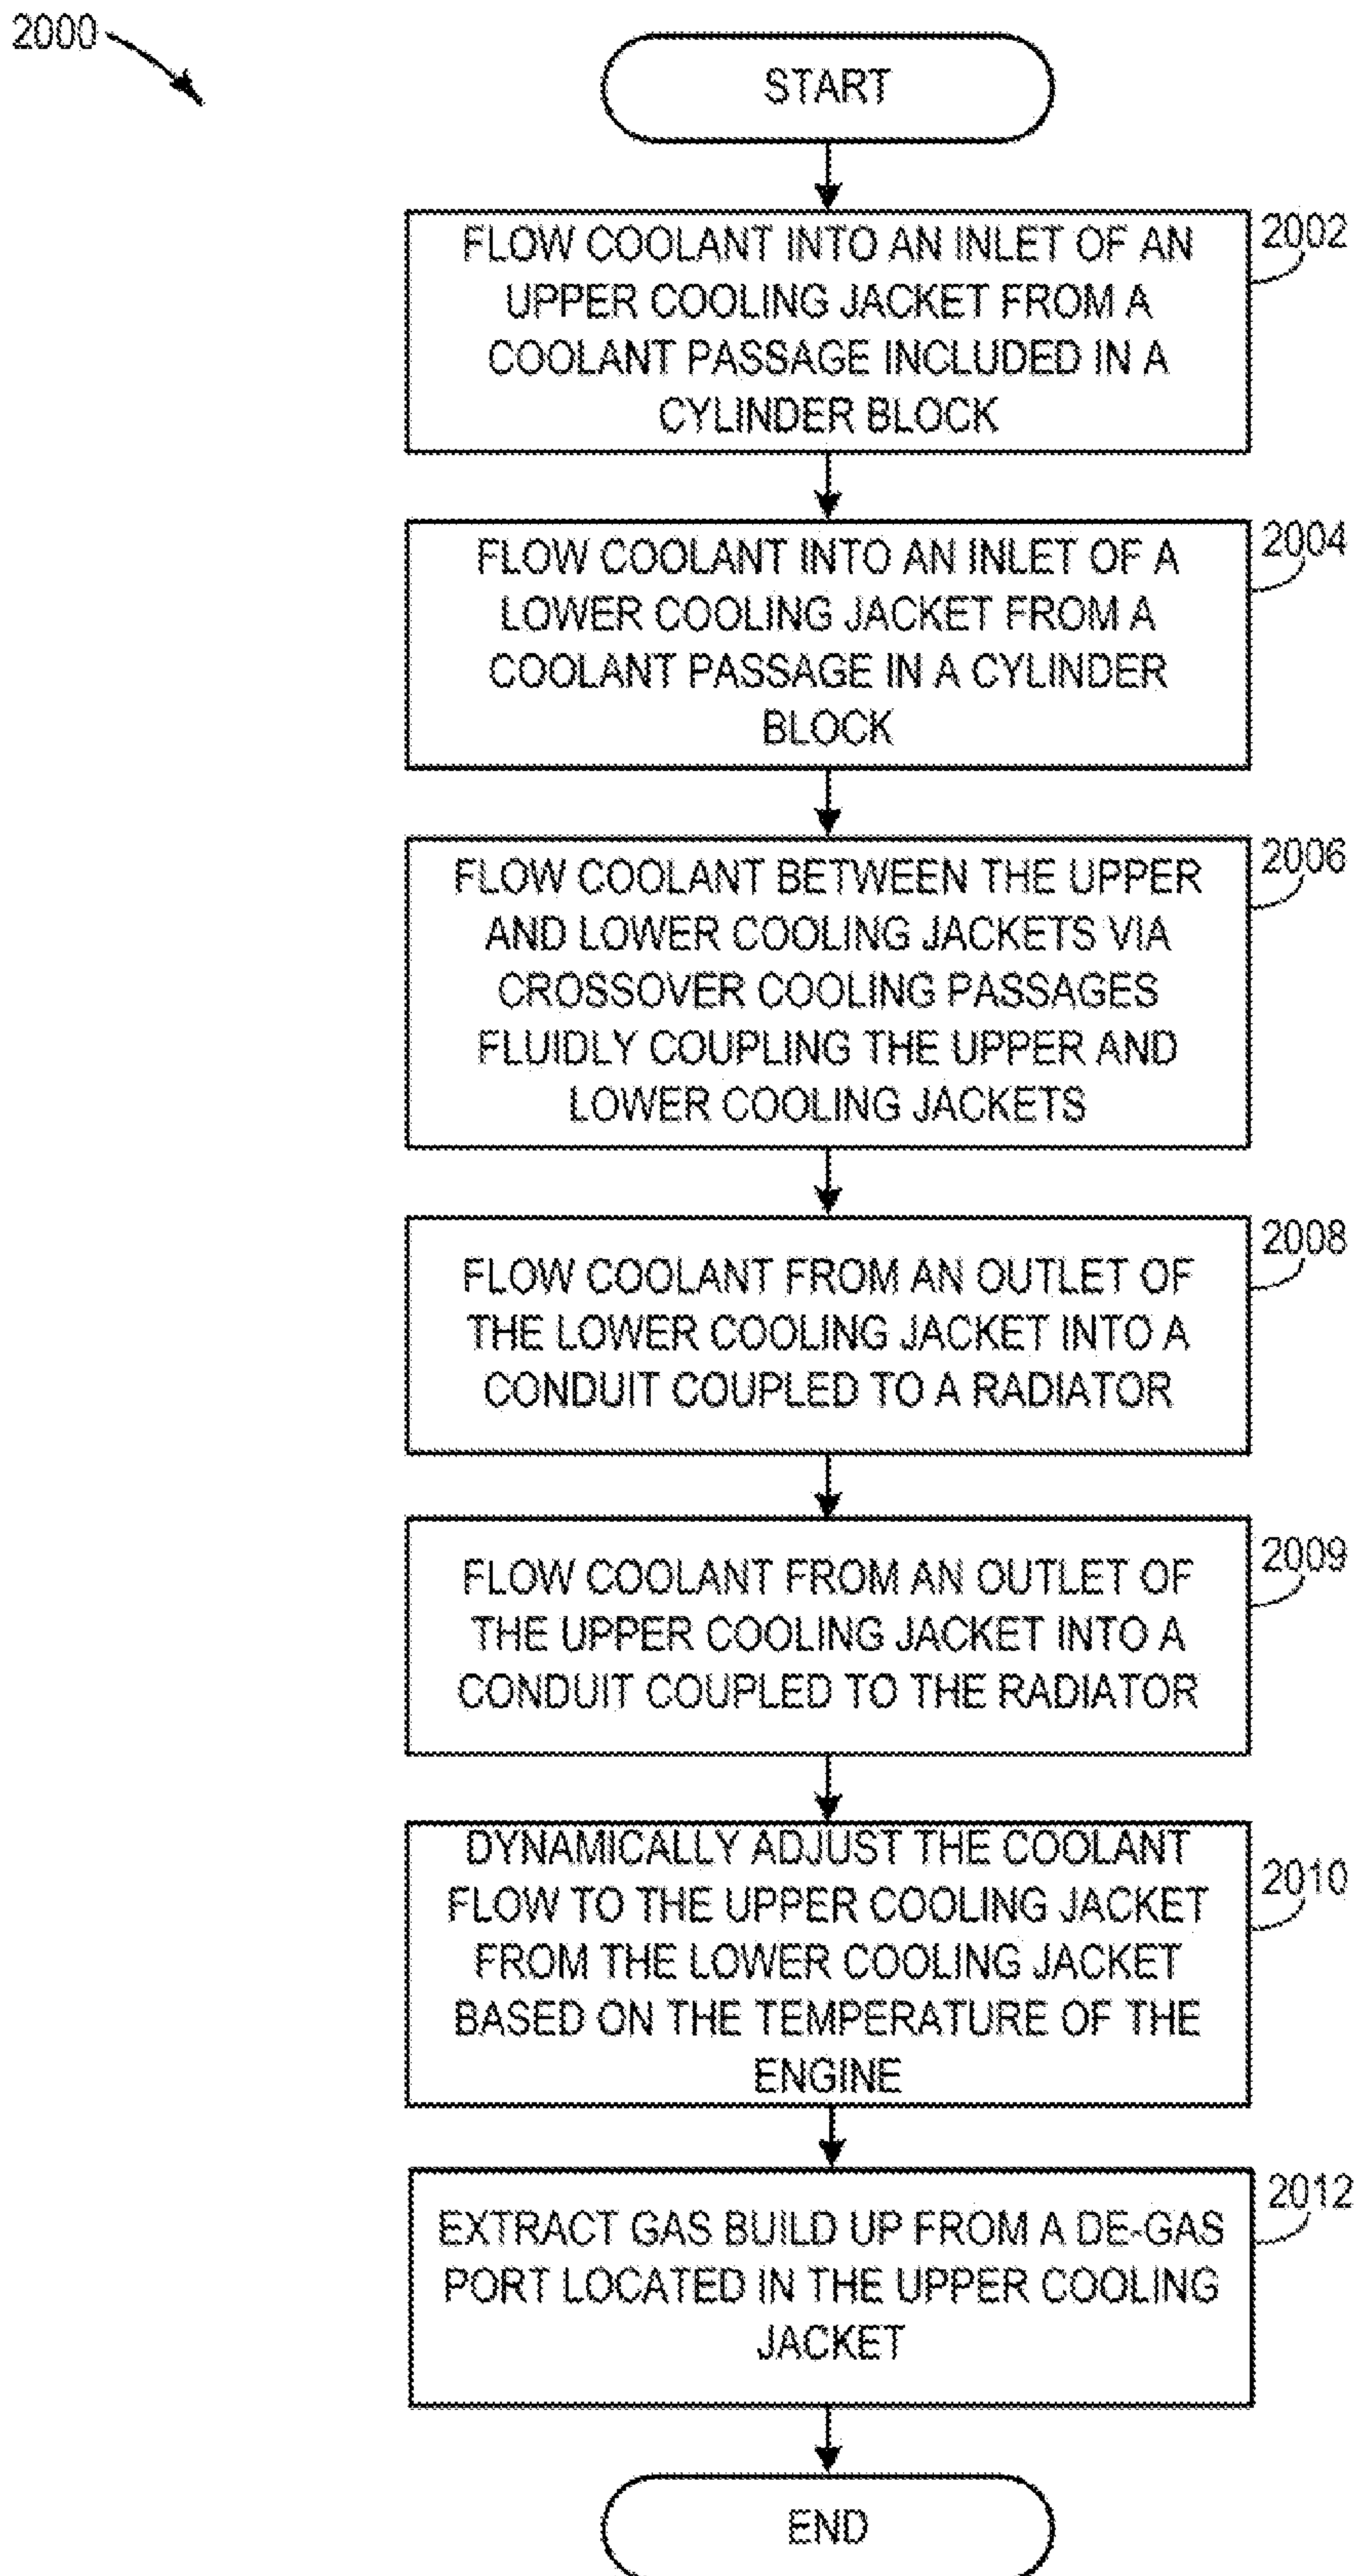 2000
START
FLOW COOLANT INTO AN INLET OF AN
UPPER COOLING JACKET FROM A
COOLANT PASSAGE INCLUDED IN A
CYLINDER BLOCK
2002
FLOW COOLANT INTO AN INLET OF A
LOWER COOLING JACKET FROM A
COOLANT PASSAGE IN A CYLINDER
BLOCK
2004
FLOW COOLANT BETWEEN THE UPPER
AND LOWER COOLING JACKETS VIA
CROSSOVER COOLING PASSAGES
FLUIDLY COUPLING THE UPPER AND
LOWER COOLING JACKETS
2006
FLOW COOLANT FROM AN OUTLET OF
THE LOWER COOLING JACKET INTO A
CONDUIT COUPLED TO A RADIATOR
2008
FLOW COOLANT FROM AN OUTLET OF
THE UPPER COOLING JACKET INTO A
CONDUIT COUPLED TO THE RADIATOR
2009
DYNAMICALLY ADJUST THE COOLANT
FLOW TO THE UPPER COOLING JACKET
FROM THE LOWER COOLING JACKET
BASED ON THE TEMPERATURE OF THE
ENGINE
2010
EXTRACT GAS BUILD UP FROM A DE-GAS
PORT LOCATED IN THE UPPER COOLING
JACKET
2012
END